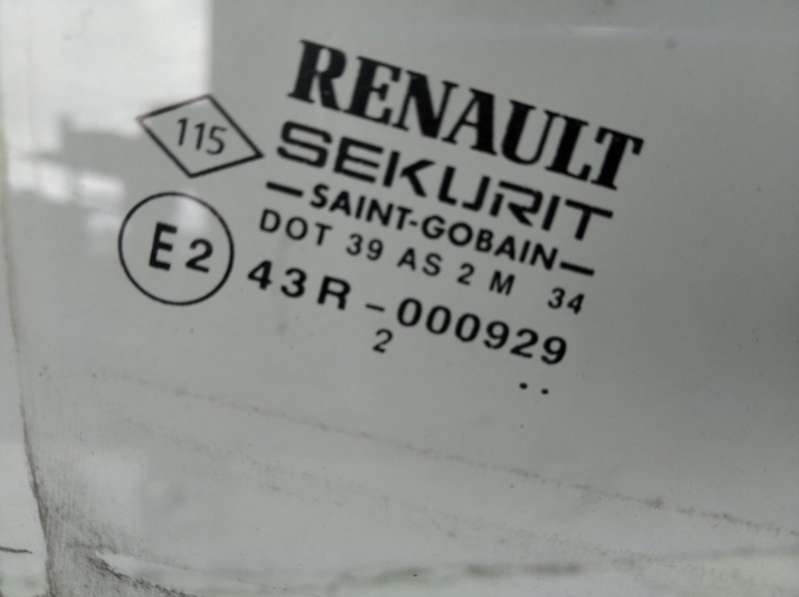 RENAULT
115
SEKURIT
—SAINT-GOBAIN—
DOT 39 AS 2 M 34
E2
43R-000929
2
..